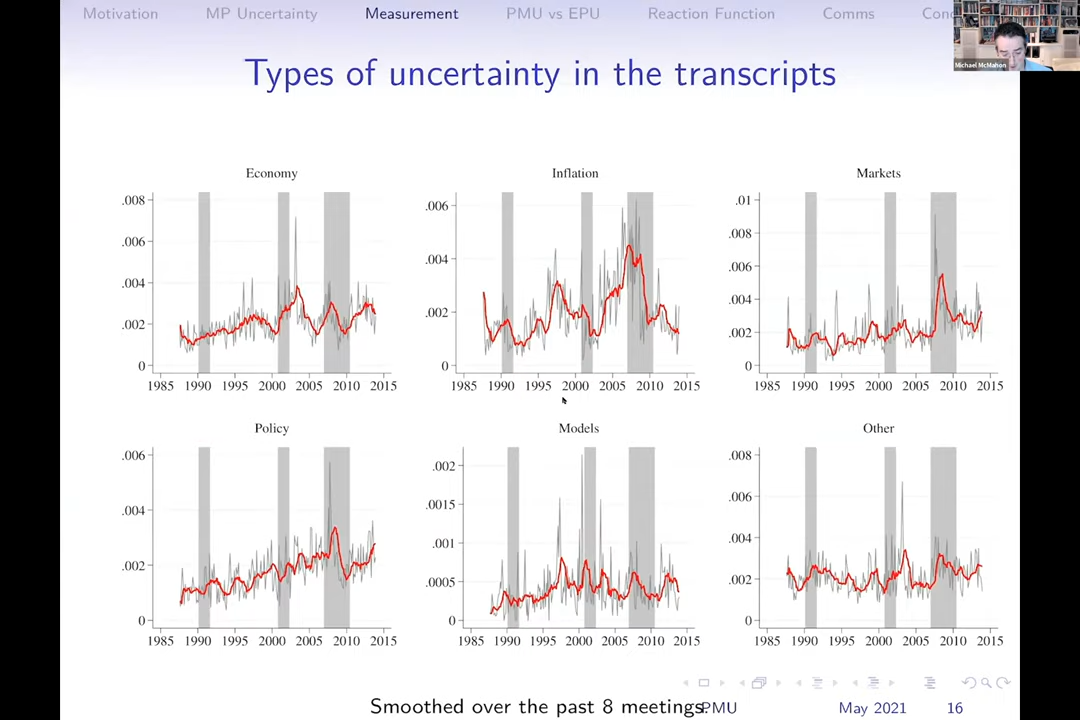 Motivation MP Uncertainty Measurement PMU vs EPU Reaction Function Comms Conc
Michael McMahon
Types of uncertainty in the transcripts
Economy
.008
.006
.004
.002
0
1985 1990 1995 2000 2005 2010 2015
Inflation
.006
.004
.002
0
1985 1990 1995 2000 2005 2010 2015
Markets
.01
.008
.006
.004
.002
0
1985 1990 1995 2000 2005 2010 2015
Policy
.006
.004
.002
0
1985 1990 1995 2000 2005 2010 2015
Models
.002
.0015
.001
.0005
0
1985 1990 1995 2000 2005 2010 2015
Other
.008
.006
.004
.002
0
1985 1990 1995 2000 2005 2010 2015
Smoothed over the past 8 meetings. PMU May 2021 16